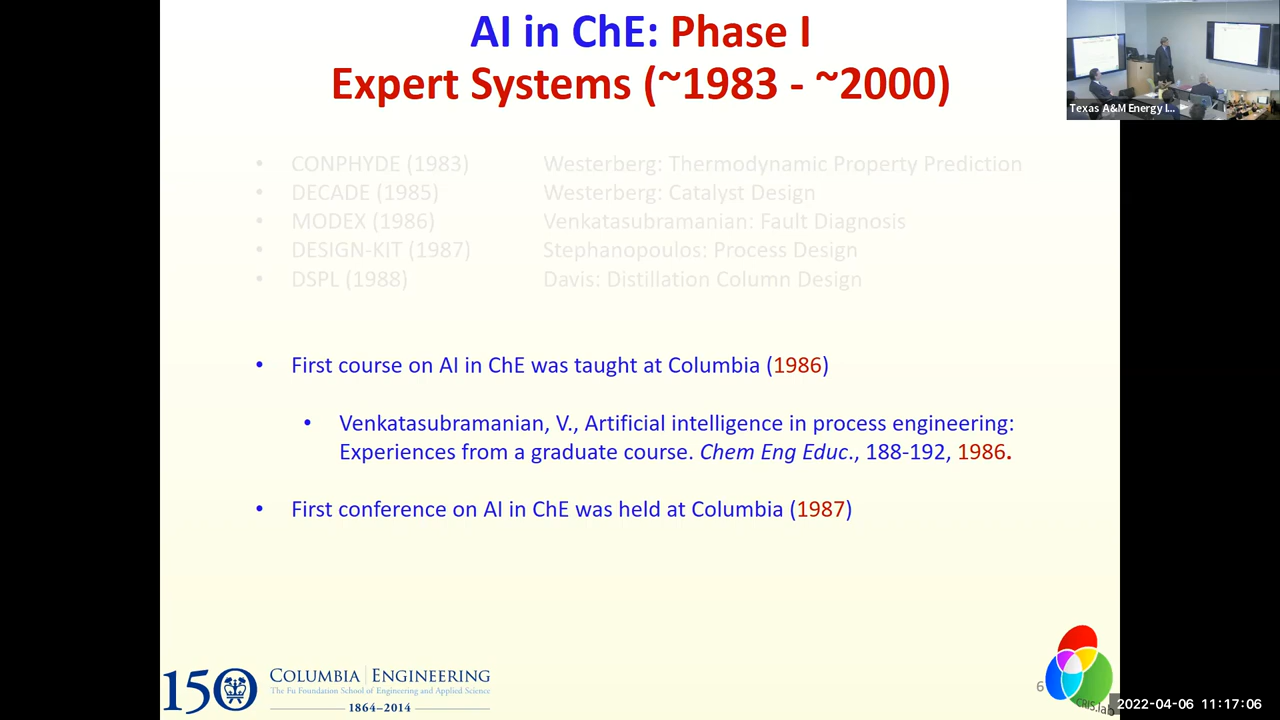 AI in ChE: Phase I
Expert Systems (~1983 - ~2000)
Texas A&M Energy I...
• CONPHYDE (1983) Westerberg: Thermodynamic Property Prediction
• DECADE (1985) Westerberg: Catalyst Design
• MODEX (1986) Venkatasubramanian: Fault Diagnosis
• DESIGN-KIT (1987) Stephanopoulos: Process Design
• DSPL (1988) Davis: Distillation Column Design
• First course on AI in ChE was taught at Columbia (1986)
• Venkatasubramanian, V., Artificial intelligence in process engineering:
Experiences from a graduate course. Chem Eng Educ., 188-192, 1986.
• First conference on AI in ChE was held at Columbia (1987)
150 COLUMBIA | ENGINEERING
The Fu Foundation School of Engineering and Applied Science
1864–2014
6
CRIS.lab
2022-04-06 11:17:06